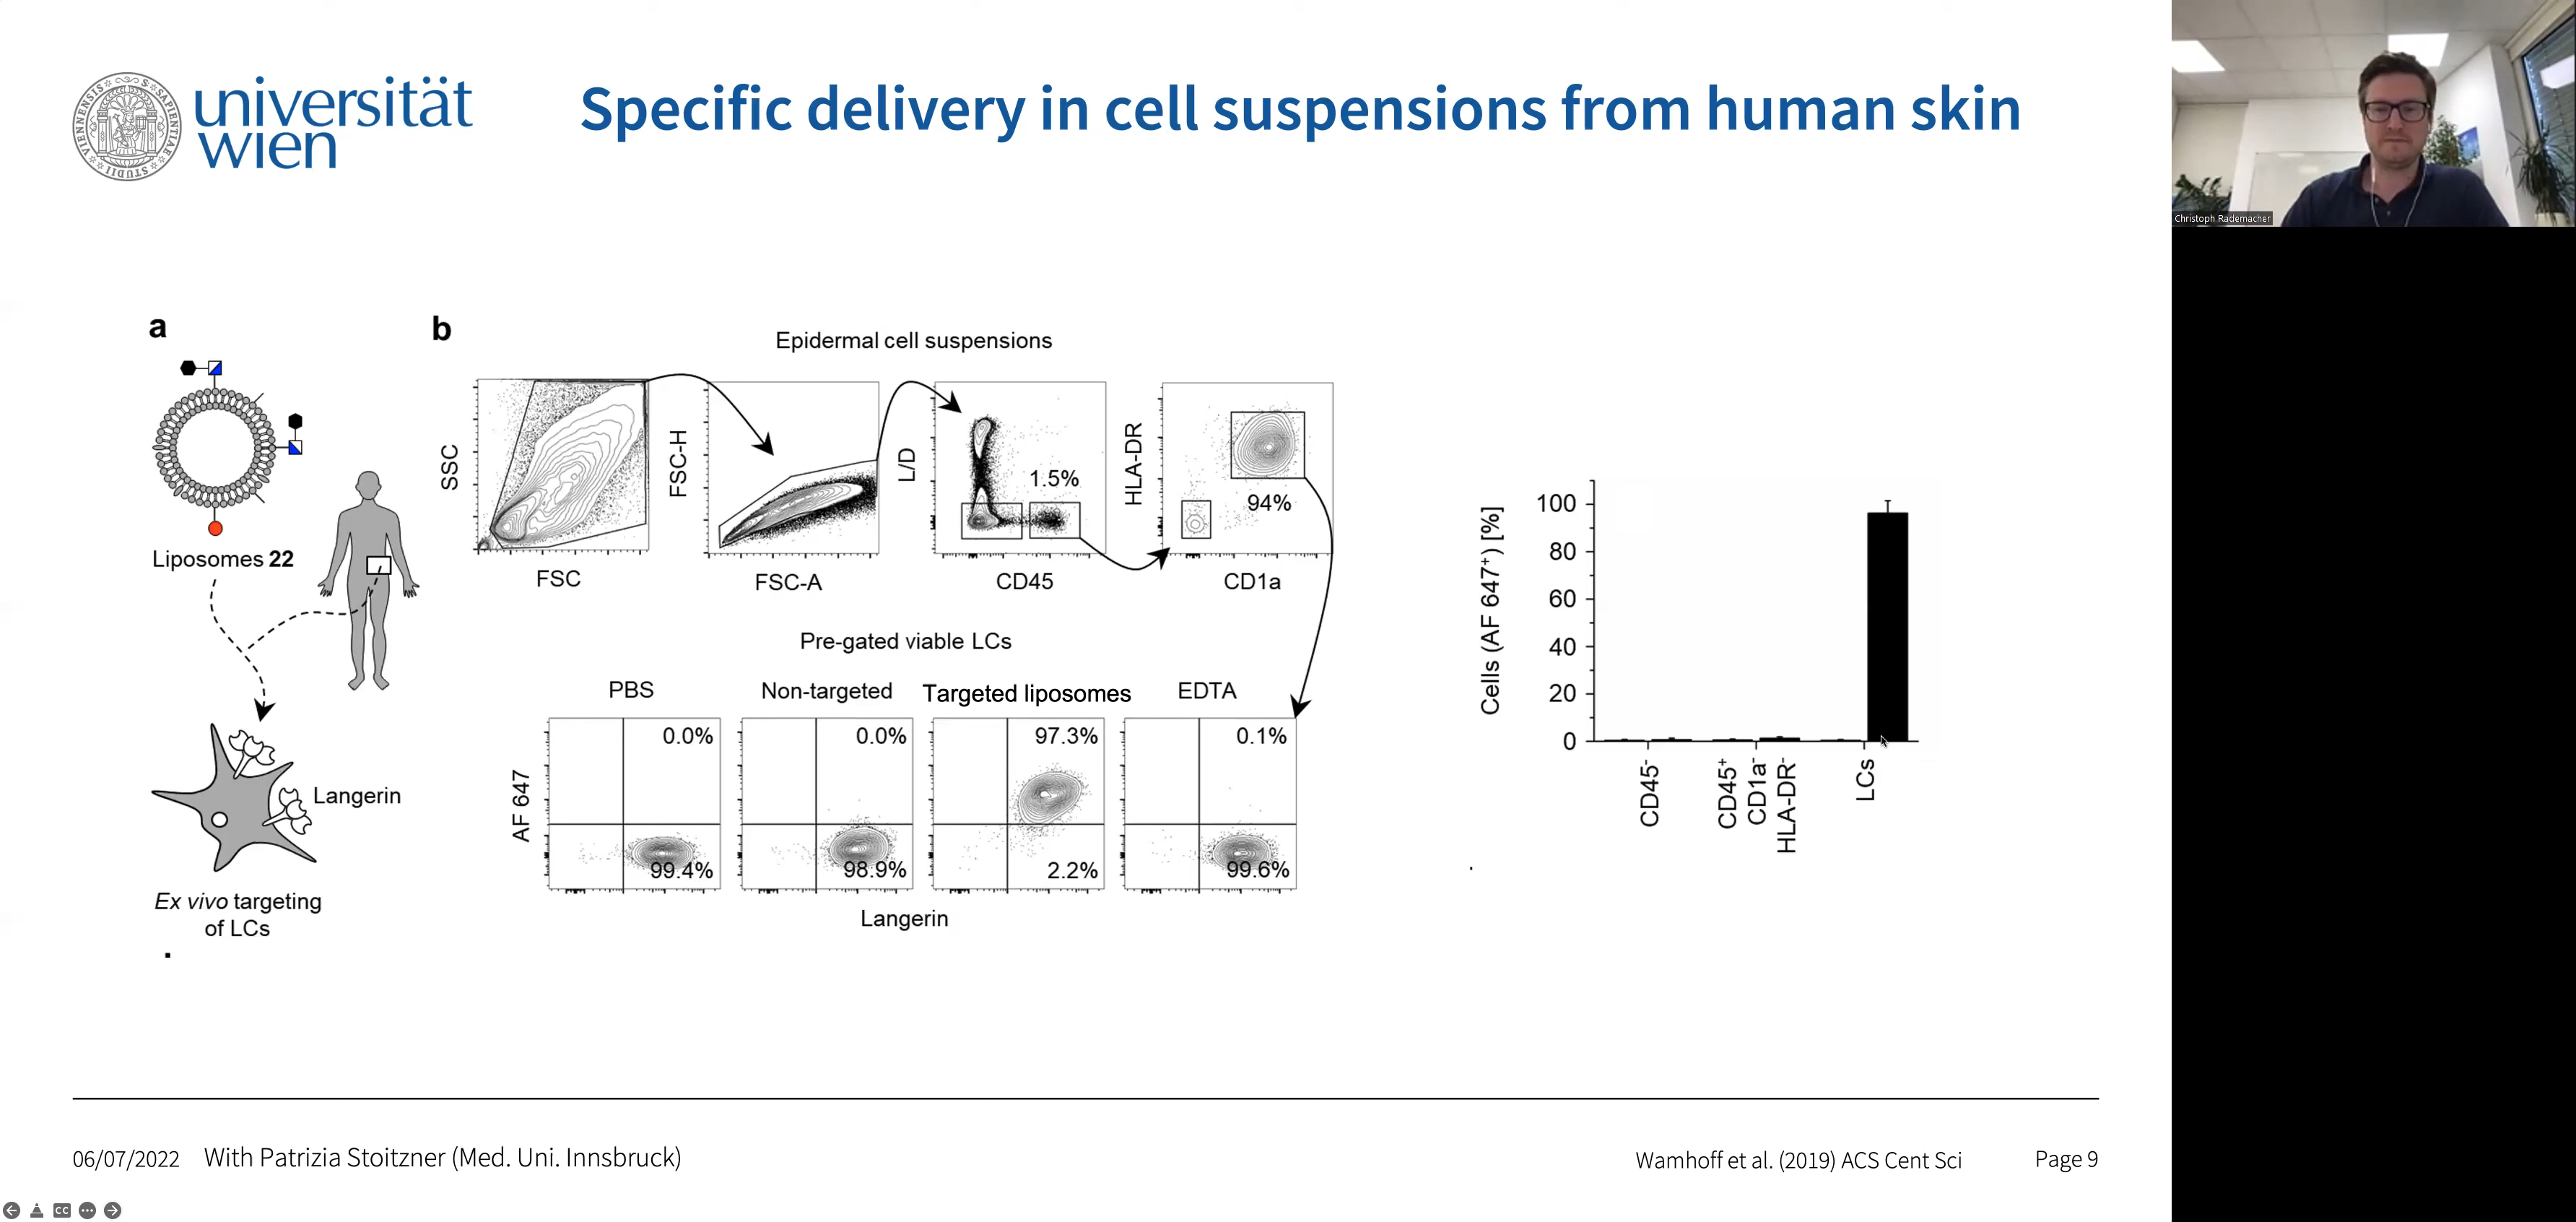 universität
wien
Specific delivery in cell suspensions from human skin
Christoph Rademacher
a
Liposomes 22
Langerin
Ex vivo targeting
of LCs
b
Epidermal cell suspensions
SSC
FSC
FSC-H
FSC-A
L/D
1.5%
CD45
HLA-DR
94%
CD1a
Pre-gated viable LCs
PBS
Non-targeted
Targeted liposomes
EDTA
AF 647
0.0%
99.4%
0.0%
98.9%
97.3%
2.2%
0.1%
99.6%
Langerin
Cells (AF 647⁺) [%]
100
80
60
40
20
0
CD45⁻
CD45⁺
CD1a⁻
HLA-DR⁻
LCs
06/07/2022 With Patrizia Stoitzner (Med. Uni. Innsbruck)
Wamhoff et al. (2019) ACS Cent Sci
Page 9
CC